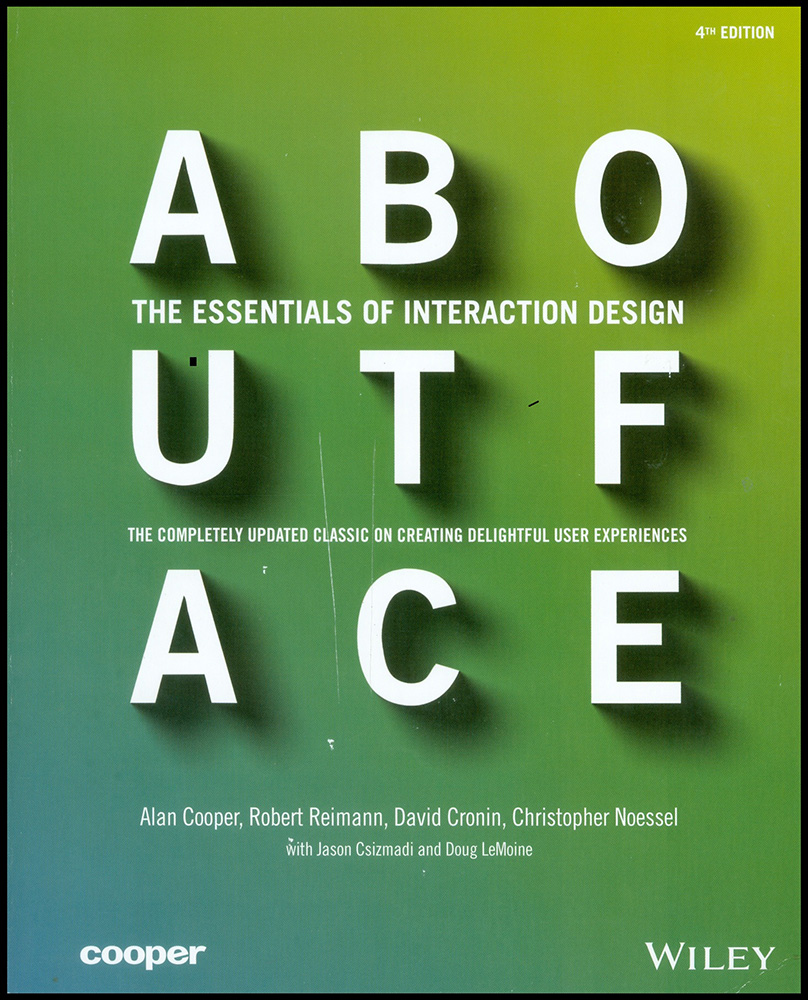 4TH EDITION
A B O
THE ESSENTIALS OF INTERACTION DESIGN
U T F
THE COMPLETELY UPDATED CLASSIC ON CREATING DELIGHTFUL USER EXPERIENCES
A C E
Alan Cooper, Robert Reimann, David Cronin, Christopher Noessel
with Jason Csizmadi and Doug LeMoine
cooper
WILEY